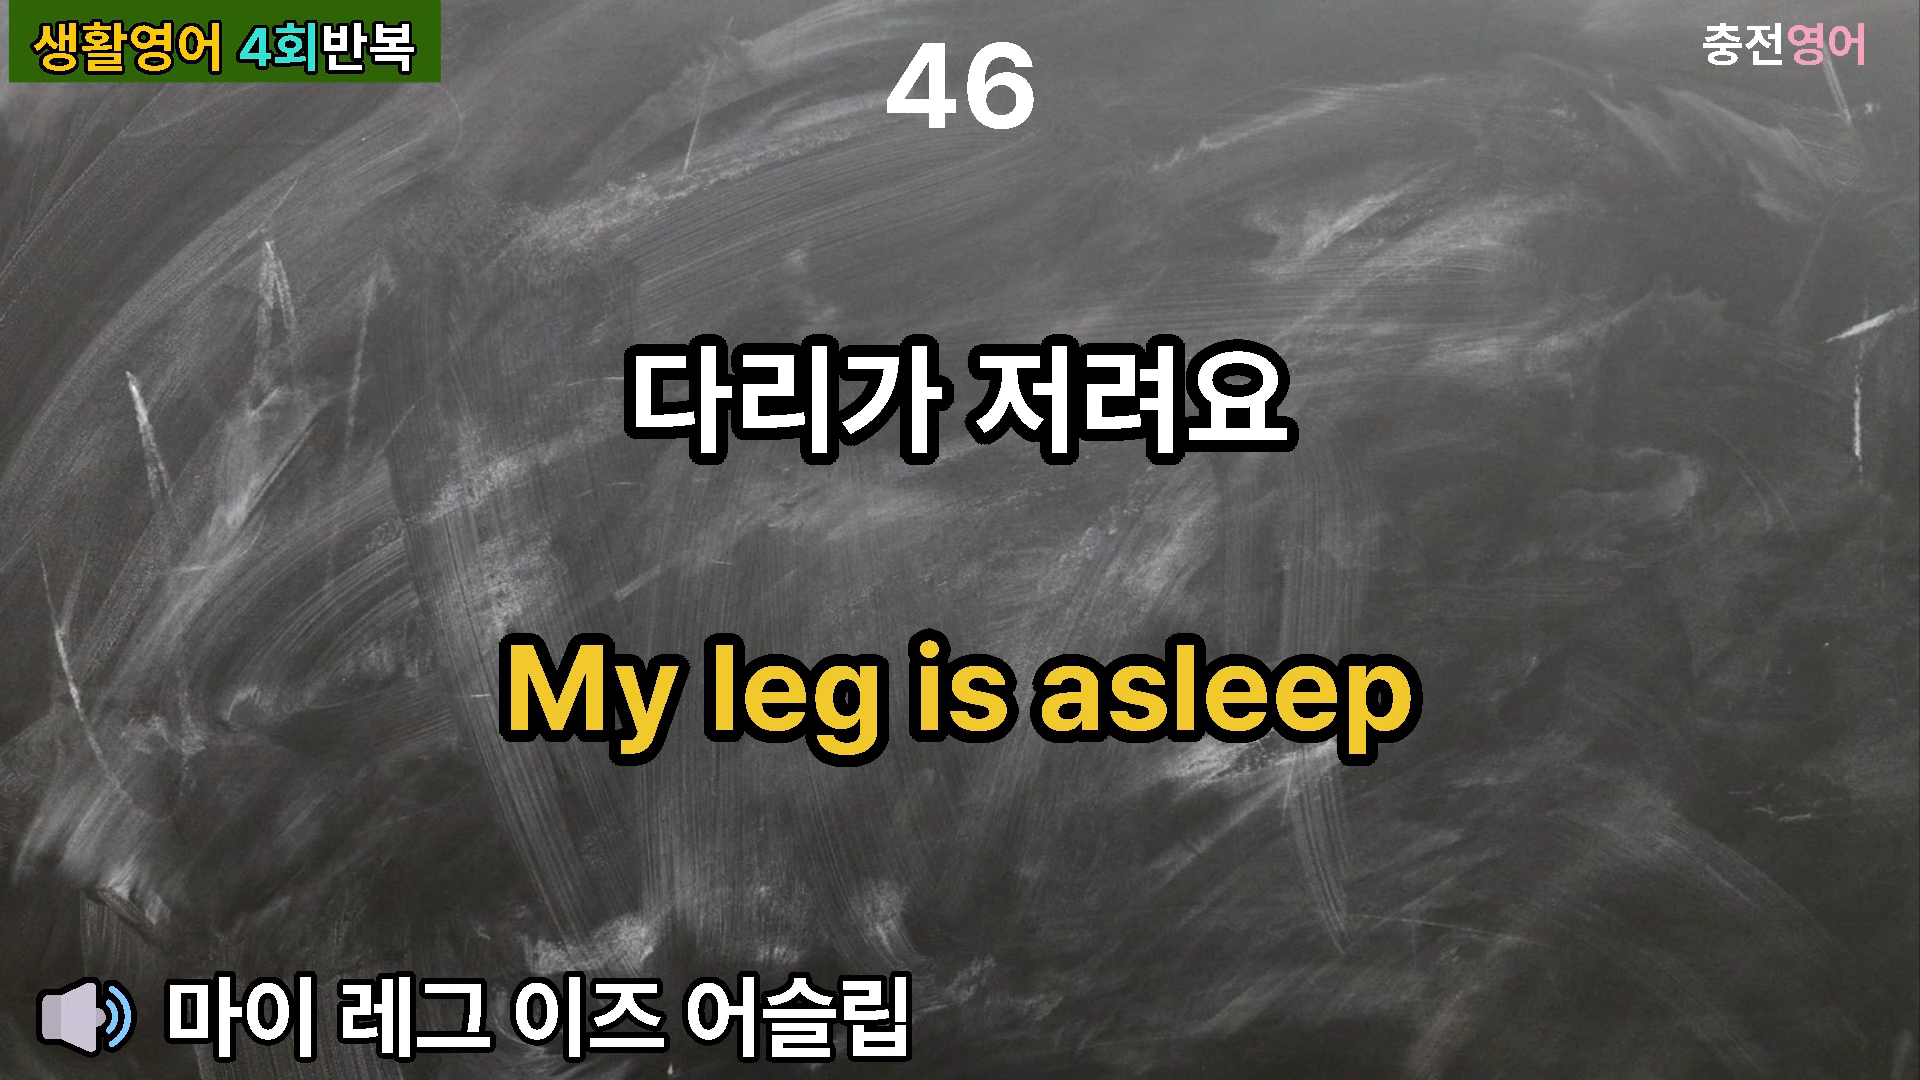 생활영어 4회반복
46
충전영어
다리가 저려요
My leg is asleep
마이 레그 이즈 어슬립